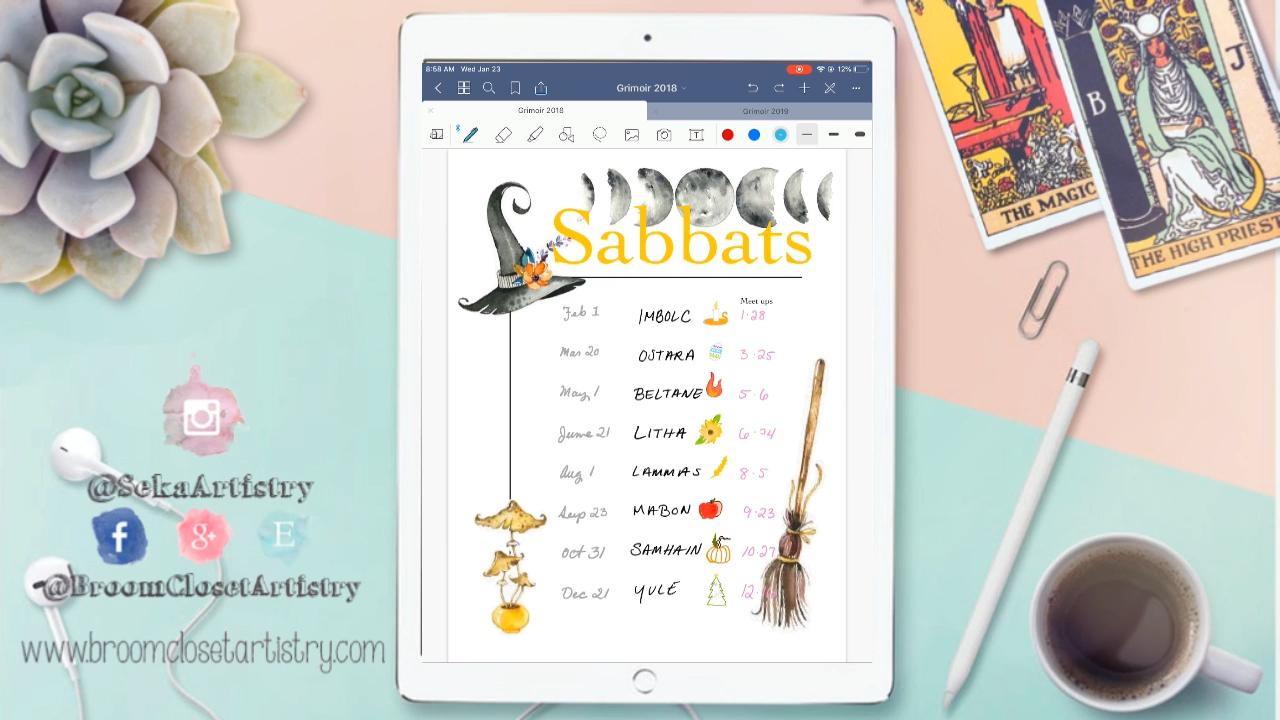 8:58 AM Wed Jan 23
12%
Grimoir 2018
Grimoir 2018
Grimoir 2019
Sabbats
Meet ups
Feb 1 IMBOLC 1·28
Mar 20 OSTARA 3·25
May 1 BELTANE 5·6
June 21 LITHA
Aug 1 LAMMAS 8·5
Sep 23 MABON 9·23
Oct 31 SAMHAIN 10·27
Dec 21 YULE
@SekaArtistry
f g+ E
@BroomClosetArtistry
www.broomclosetartistry.com
THE MAGIC
B J
THE HIGH PRIEST